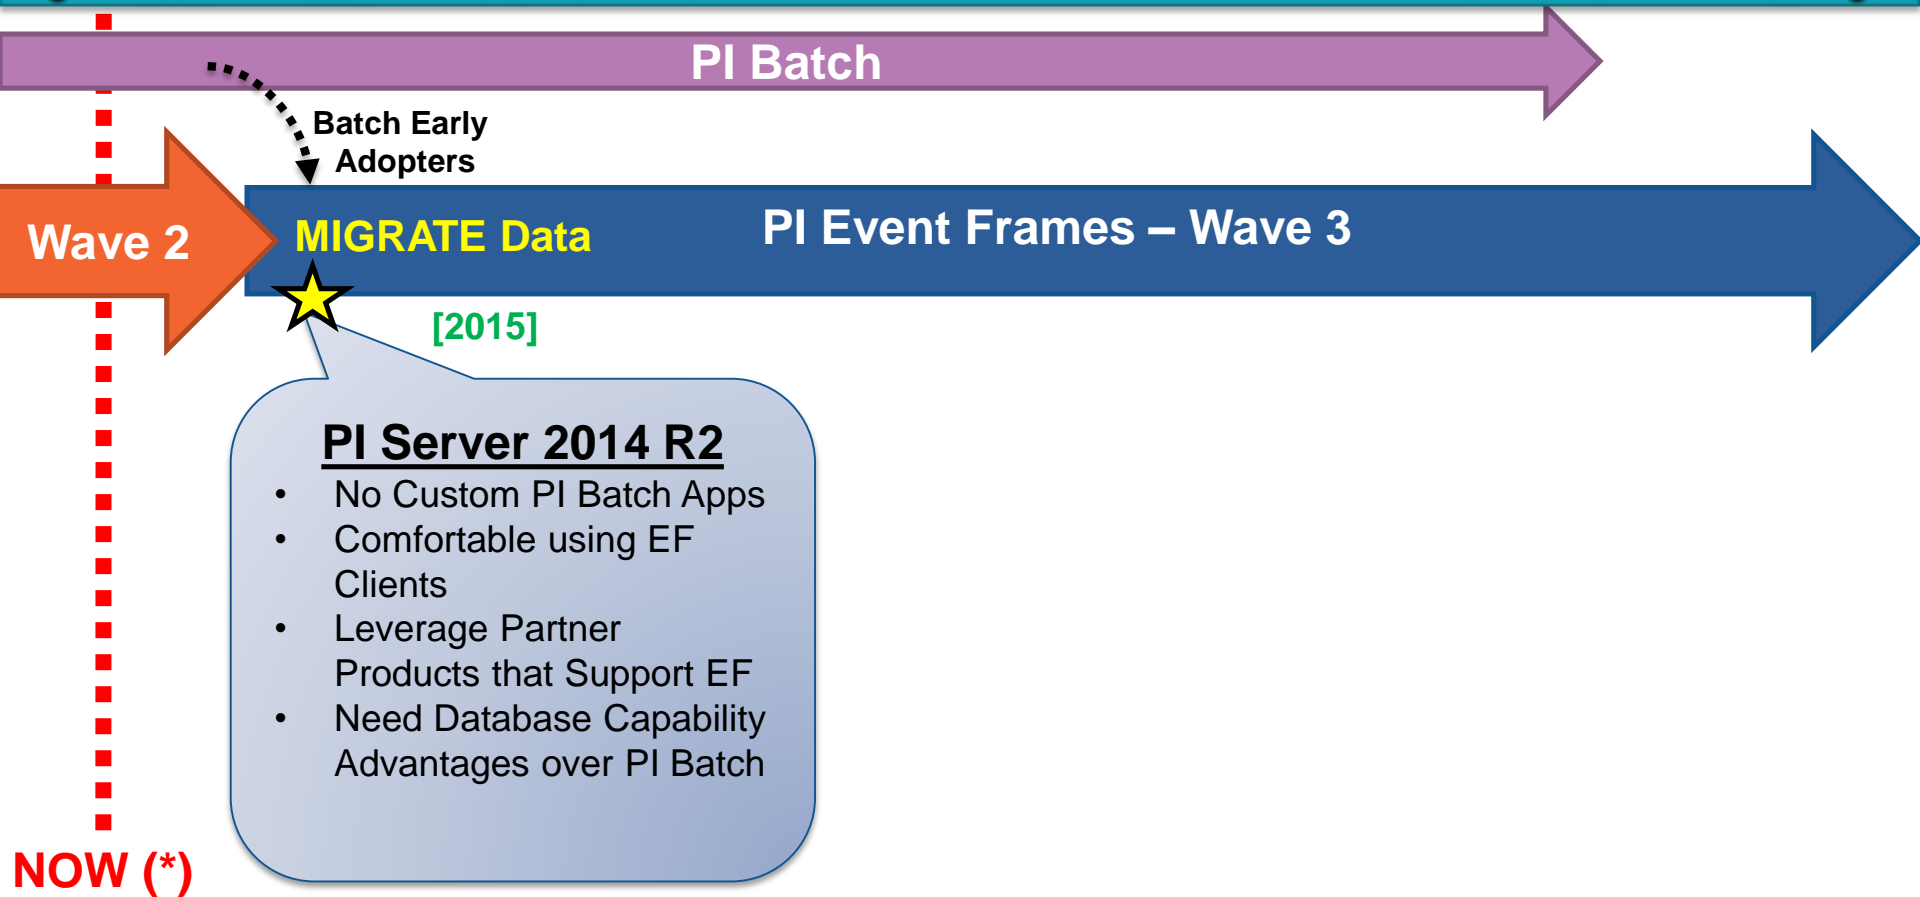 PI Batch
Batch Early
Adopters
Wave 2
MIGRATE Data
PI Event Frames – Wave 3
[2015]
PI Server 2014 R2
• No Custom PI Batch Apps
• Comfortable using EF
Clients
• Leverage Partner
Products that Support EF
• Need Database Capability
Advantages over PI Batch
NOW (*)